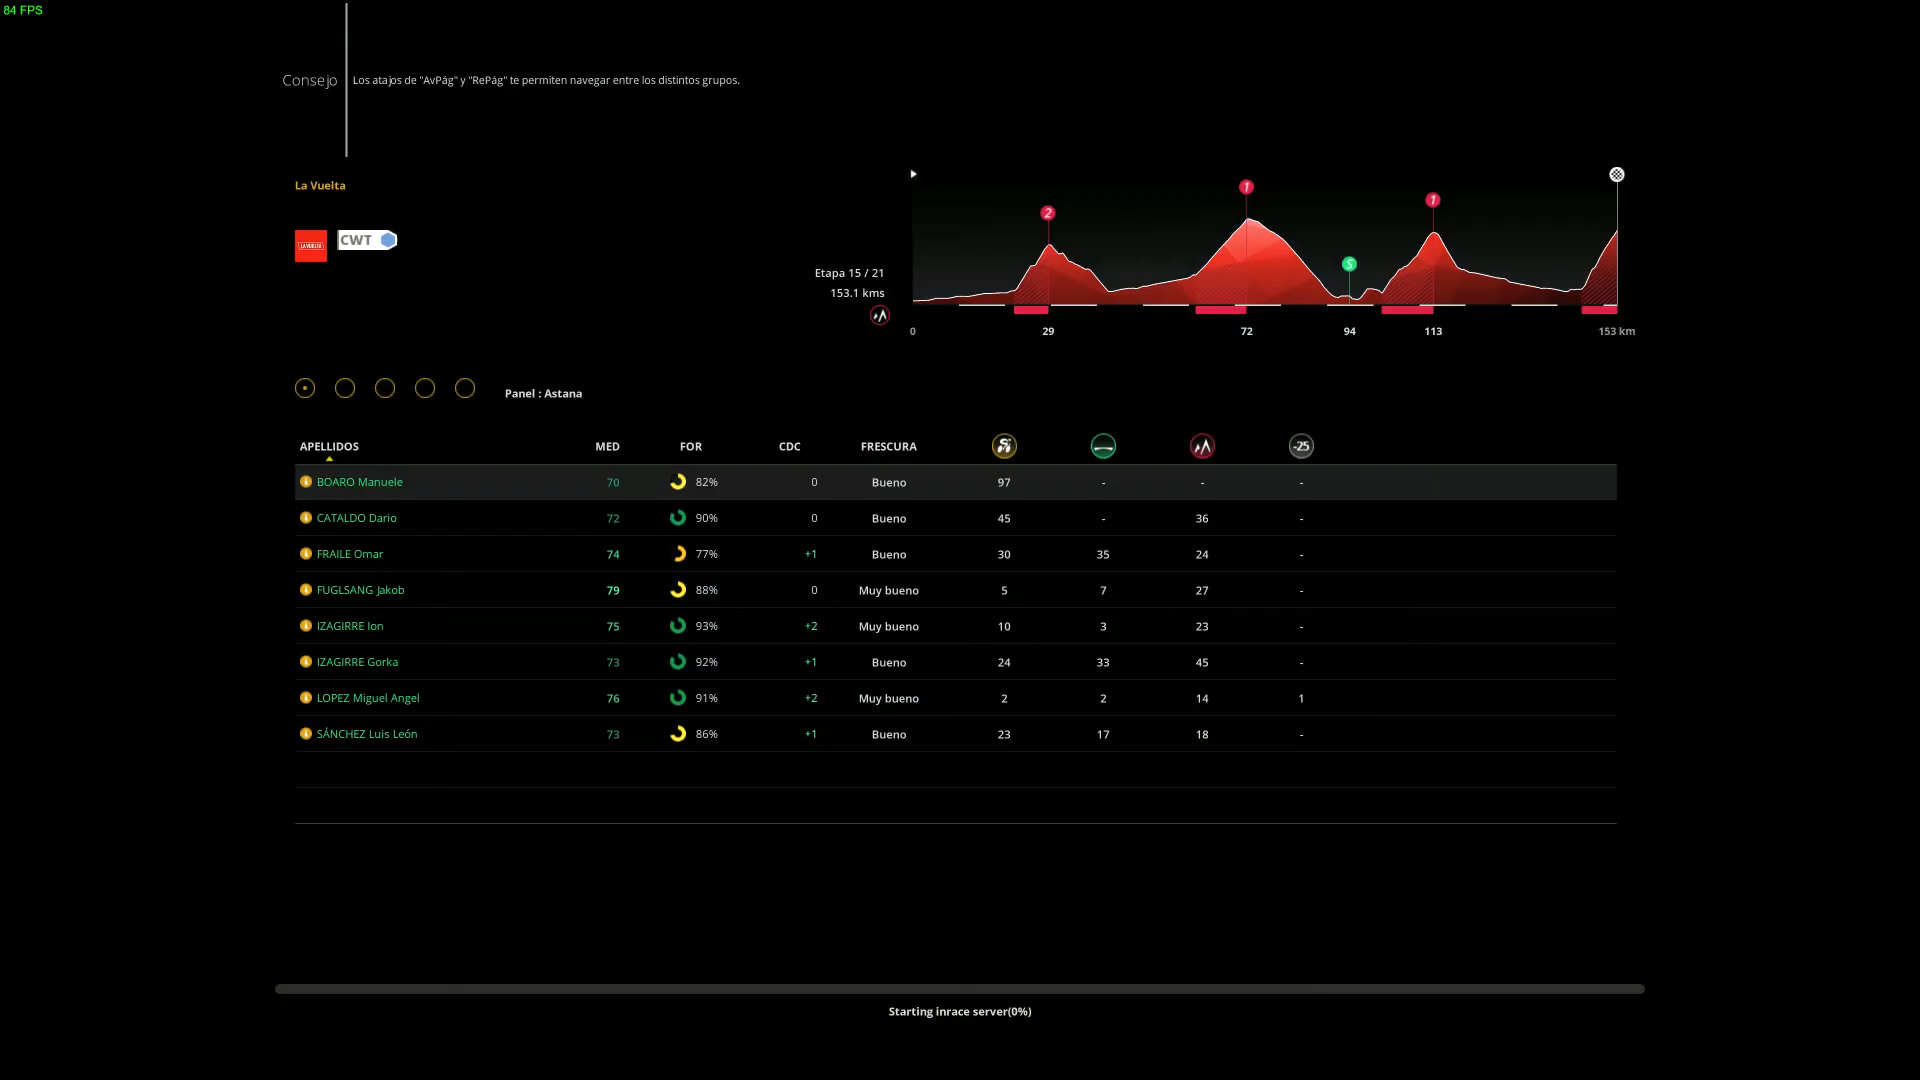 84 FPS
Consejo
Los atajos de "AvPág" y "RePág" te permiten navegar entre los distintos grupos.
La Vuelta
LA VUELTA
CWT
Etapa 15 / 21
153.1 kms
2
1
S
1
0 29 72 94 113 153 km
Panel : Astana
APELLIDOS MED FOR CDC FRESCURA -25
BOARO Manuele 70 82% 0 Bueno 97 - - -
CATALDO Dario 72 90% 0 Bueno 45 - 36 -
FRAILE Omar 74 77% +1 Bueno 30 35 24 -
FUGLSANG Jakob 79 88% 0 Muy bueno 5 7 27 -
IZAGIRRE Ion 75 93% +2 Muy bueno 10 3 23 -
IZAGIRRE Gorka 73 92% +1 Bueno 24 33 45 -
LOPEZ Miguel Angel 76 91% +2 Muy bueno 2 2 14 1
SÁNCHEZ Luis León 73 86% +1 Bueno 23 17 18 -
Starting inrace server(0%)